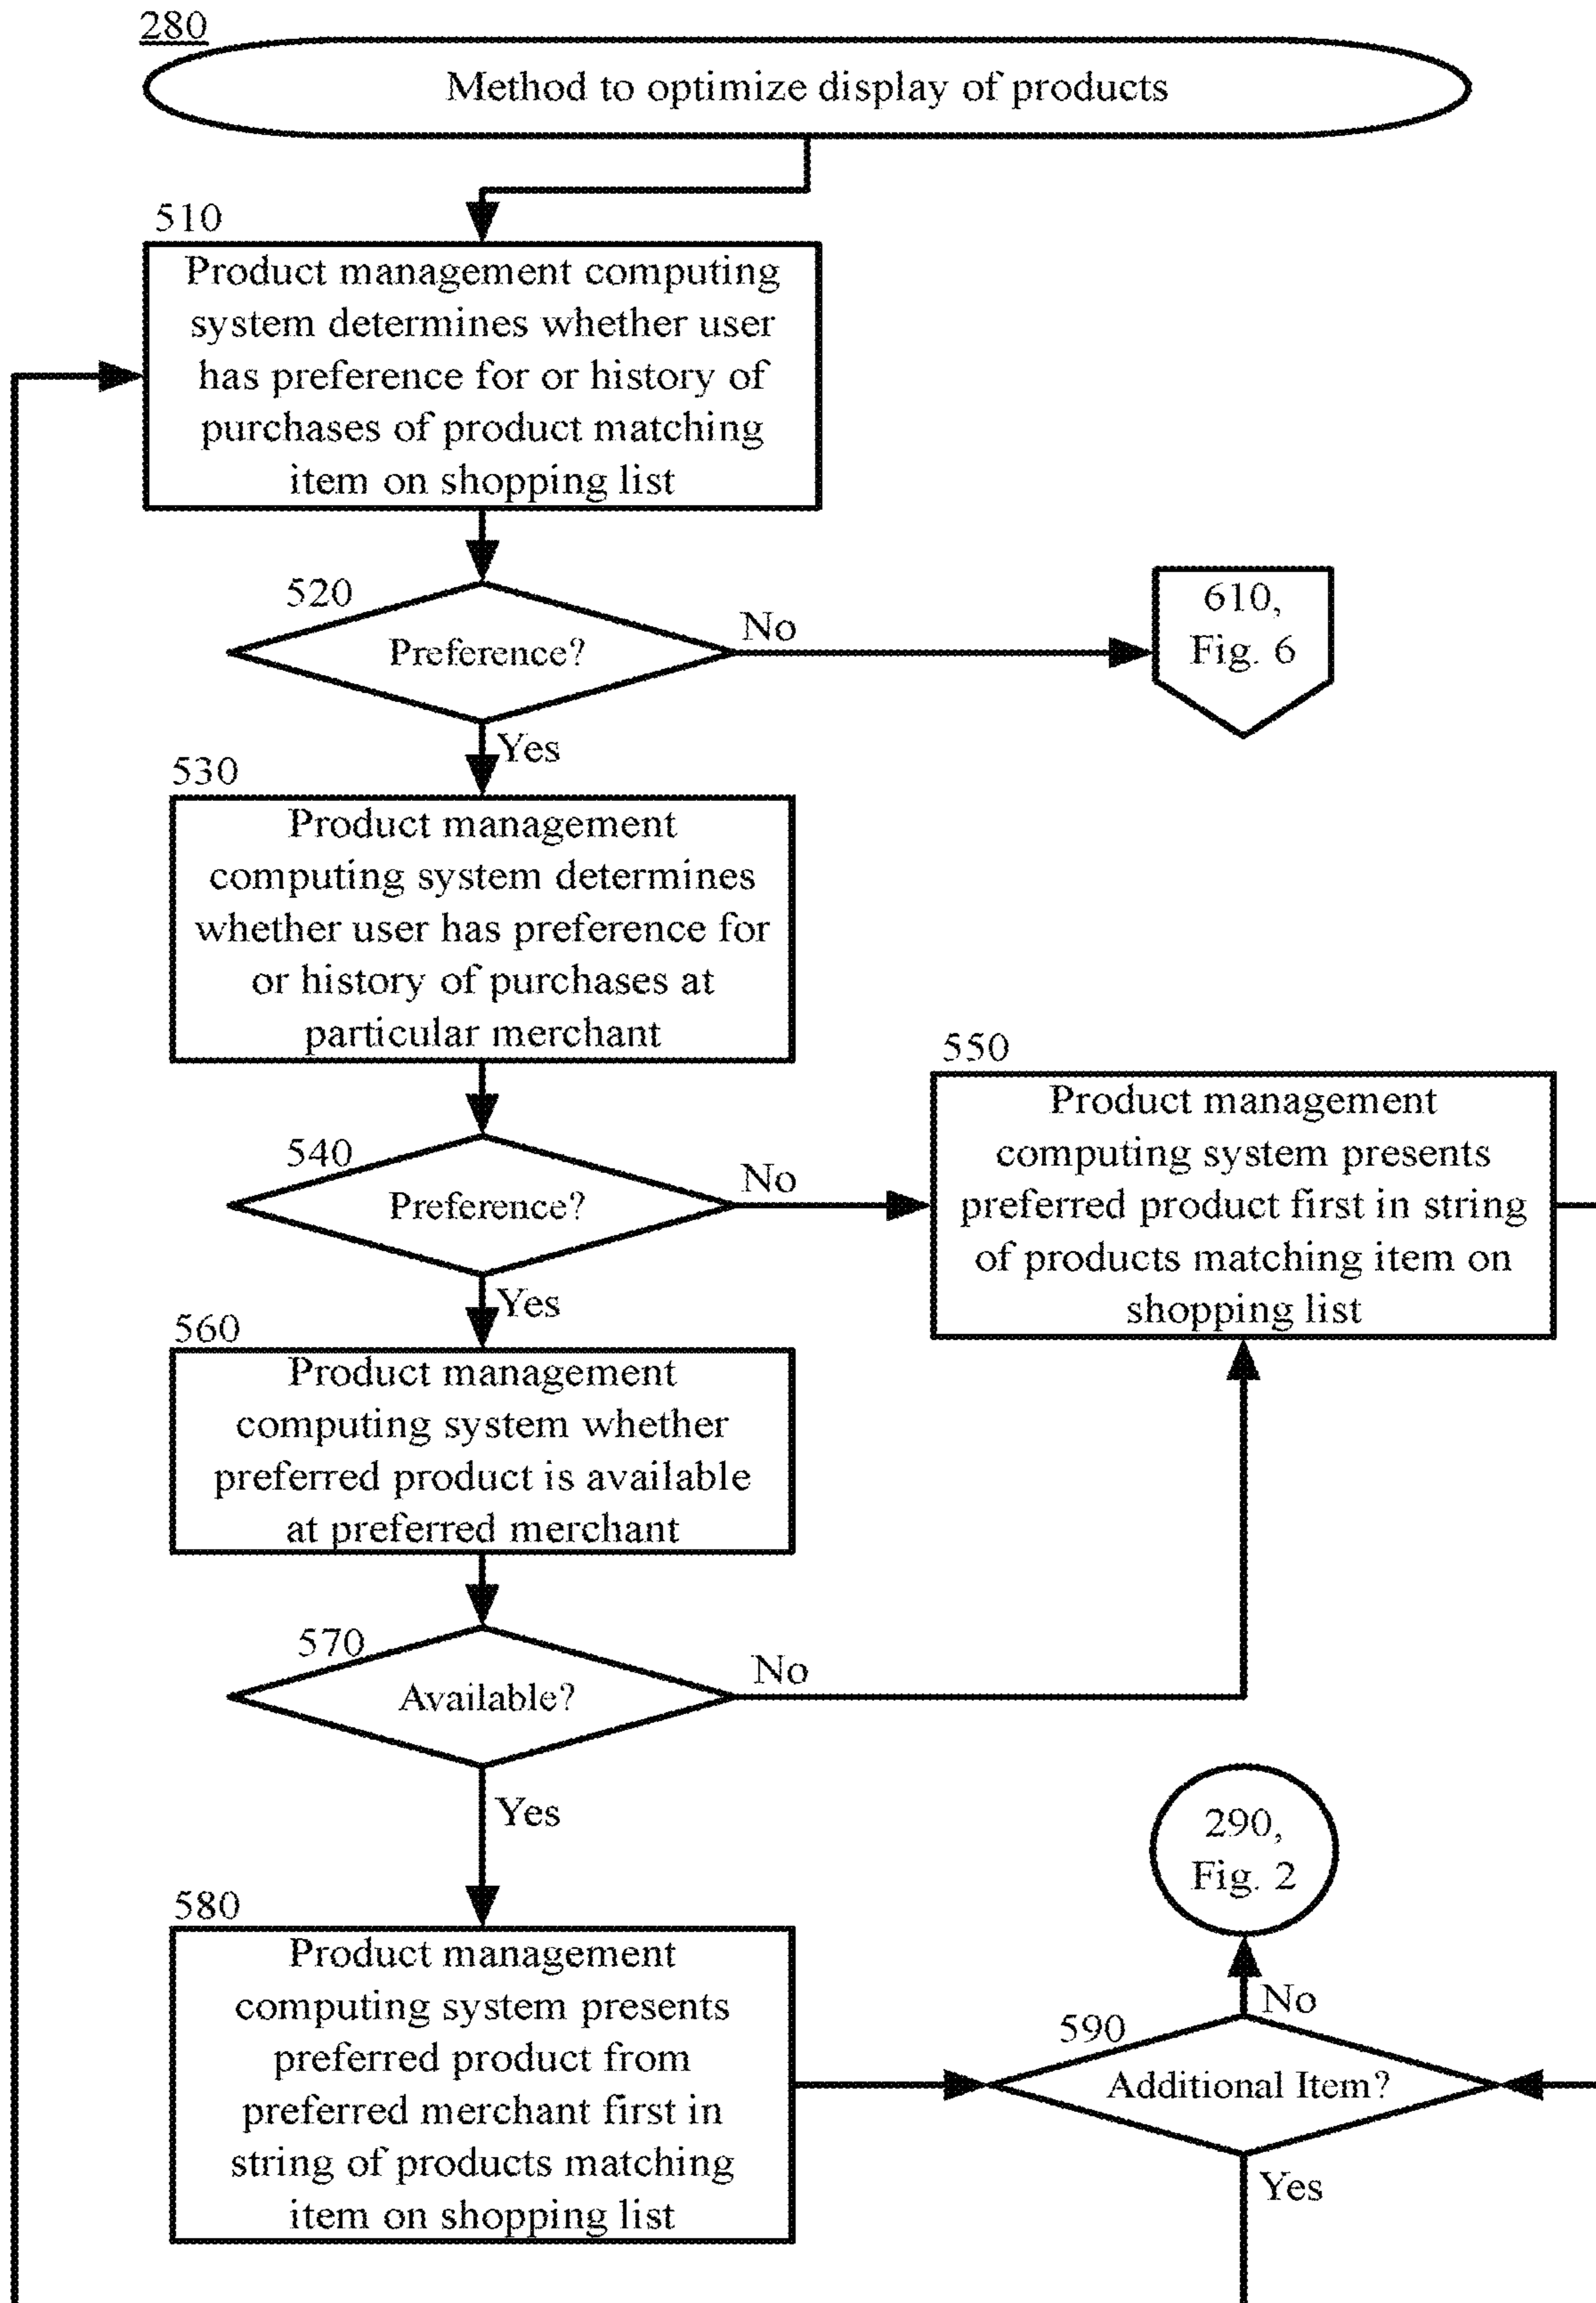 280
Method to optimize display of products
510
Product management computing
system determines whether user
has preference for or history of
purchases of product matching
item on shopping list
520
Preference?
No
610,
Fig. 6
Yes
530
Product management
computing system determines
whether user has preference for
or history of purchases at
particular merchant
540
Preference?
No
550
Product management
computing system presents
preferred product first in string
of products matching item on
shopping list
Yes
560
Product management
computing system whether
preferred product is available
at preferred merchant
570
Available?
No
Yes
580
Product management
computing system presents
preferred product from
preferred merchant first in
string of products matching
item on shopping list
290,
Fig. 2
No
590
Additional Item?
Yes